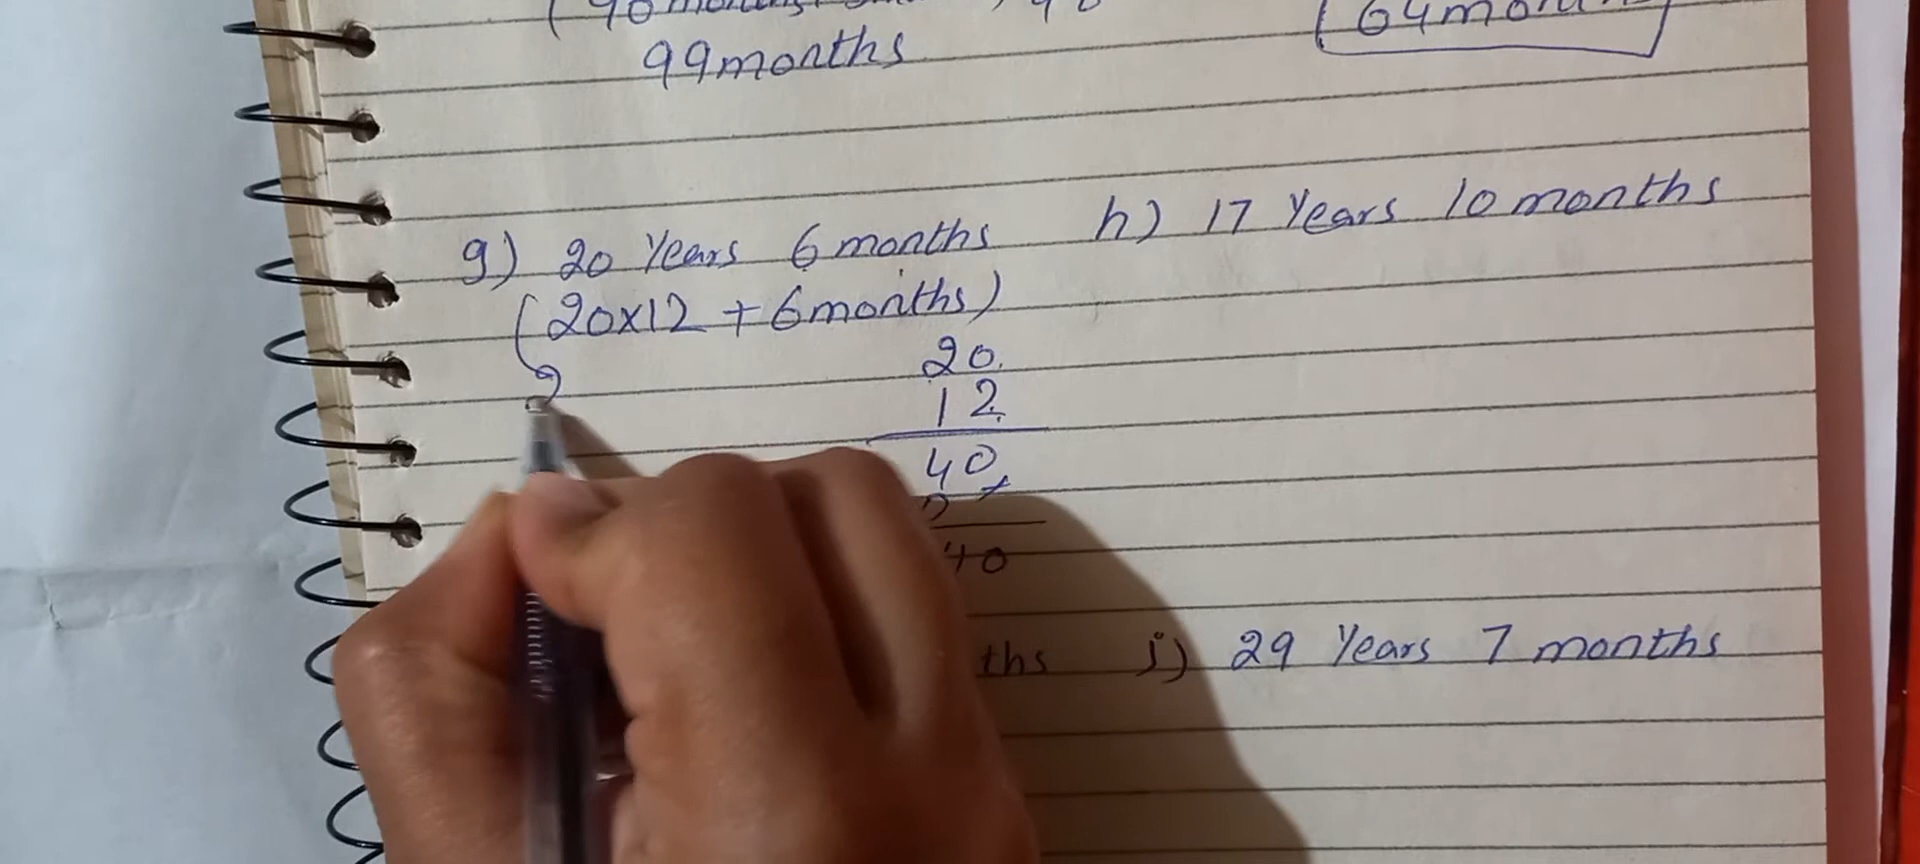 99months
g) 20 Years 6 months h) 17 Years 10 months
(20x12 + 6months)
20
12
40
40
j) 29 Years 7 months